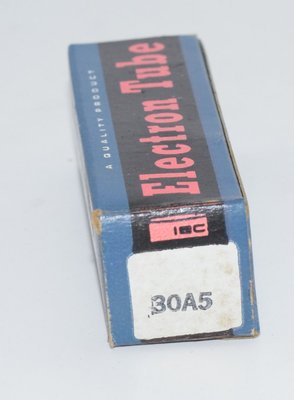 A QUALITY PRODUCT
Electron Tube
30A5